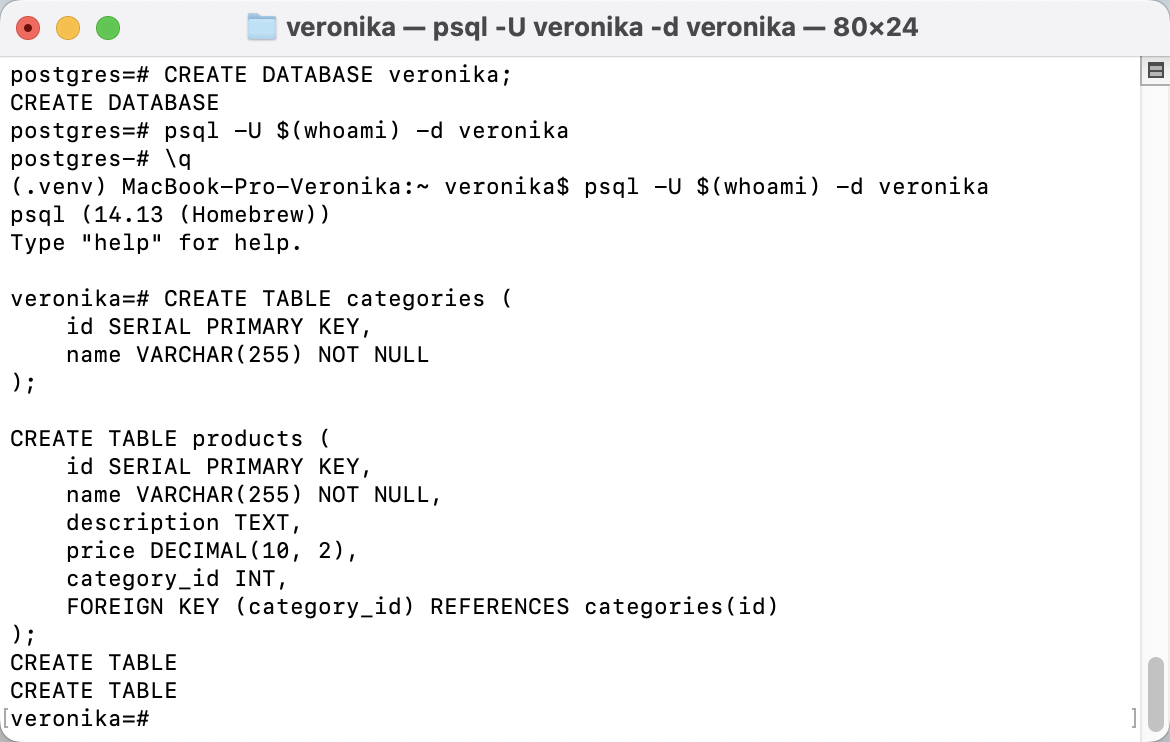 veronika — psql -U veronika -d veronika — 80×24
postgres=# CREATE DATABASE veronika;
CREATE DATABASE
postgres=# psql -U $(whoami) -d veronika
postgres-# \q
(.venv) MacBook-Pro-Veronika:~ veronika$ psql -U $(whoami) -d veronika
psql (14.13 (Homebrew))
Type "help" for help.

veronika=# CREATE TABLE categories (
    id SERIAL PRIMARY KEY,
    name VARCHAR(255) NOT NULL
);

CREATE TABLE products (
    id SERIAL PRIMARY KEY,
    name VARCHAR(255) NOT NULL,
    description TEXT,
    price DECIMAL(10, 2),
    category_id INT,
    FOREIGN KEY (category_id) REFERENCES categories(id)
);
CREATE TABLE
CREATE TABLE
[veronika=# ]